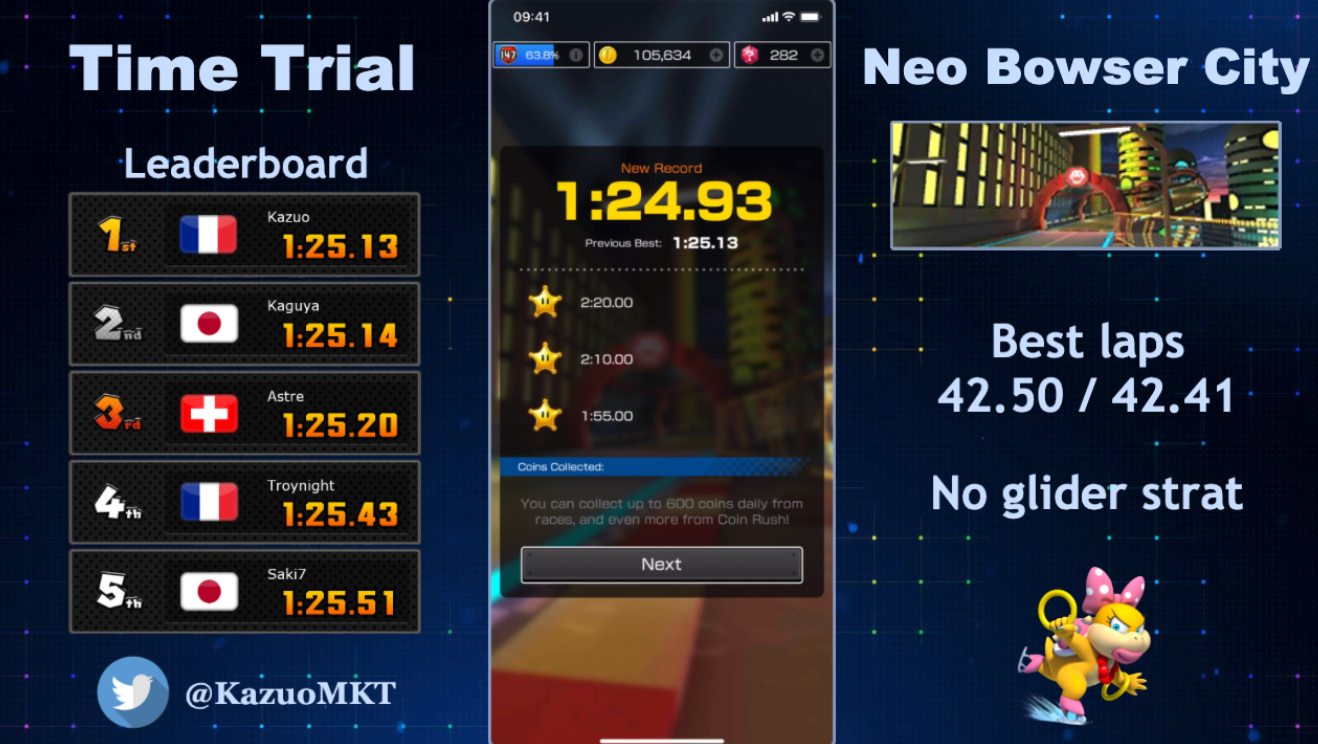 Time Trial
Leaderboard
1st
Kazuo
1:25.13
2nd
Kaguya
1:25.14
3rd
Astre
1:25.20
4th
Troynight
1:25.43
5th
Saki7
1:25.51
@KazuoMKT
09:41
147 63.8% i
105,634 +
282 +
New Record
1:24.93
Previous Best: 1:25.13
2:20.00
2:10.00
1:55.00
Coins Collected:
You can collect up to 600 coins daily from
races, and even more from Coin Rush!
Next
Neo Bowser City
Best laps
42.50 / 42.41
No glider strat